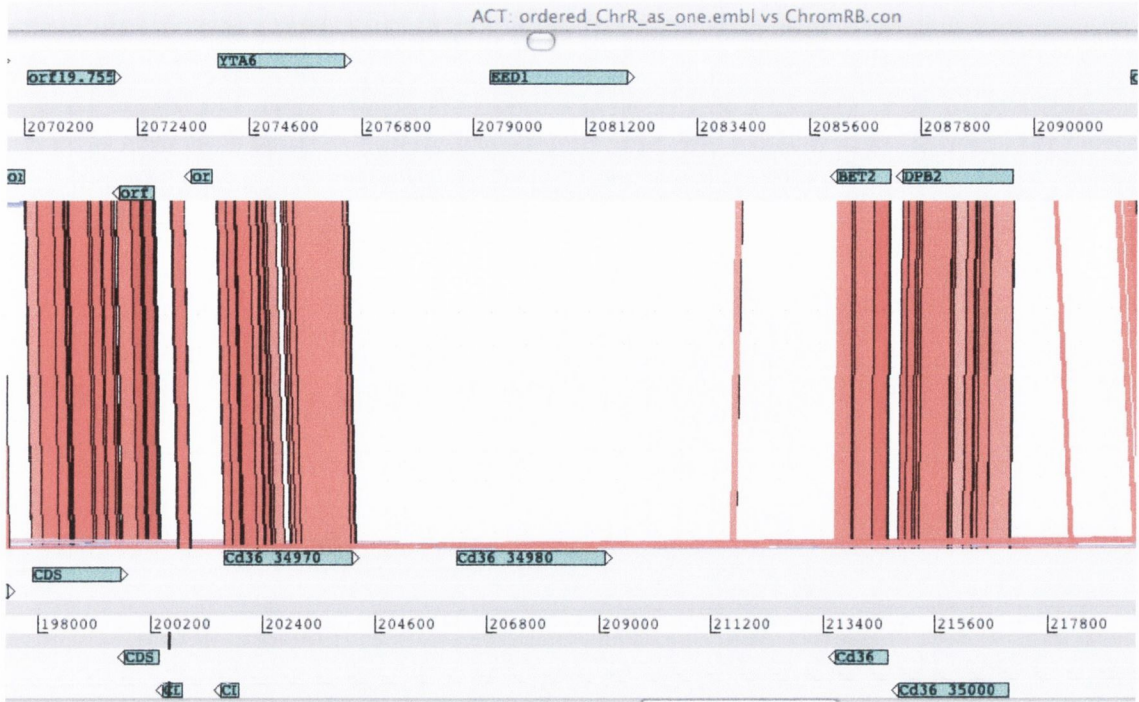 ACT: ordered_ChrR_as_one.embl vs ChromRB.con
YTA6
orf19.755 EED1
2070200 2072400 2074600 2076800 2079000 2081200 2083400 2085600 2087800 2090000
or BET2 DPB2
orf
Cd36 34970 Cd36 34980
CDS
198000 200200 202400 204600 206800 209000 211200 213400 215600 217800
CDS Cd36
CI Cd36 35000